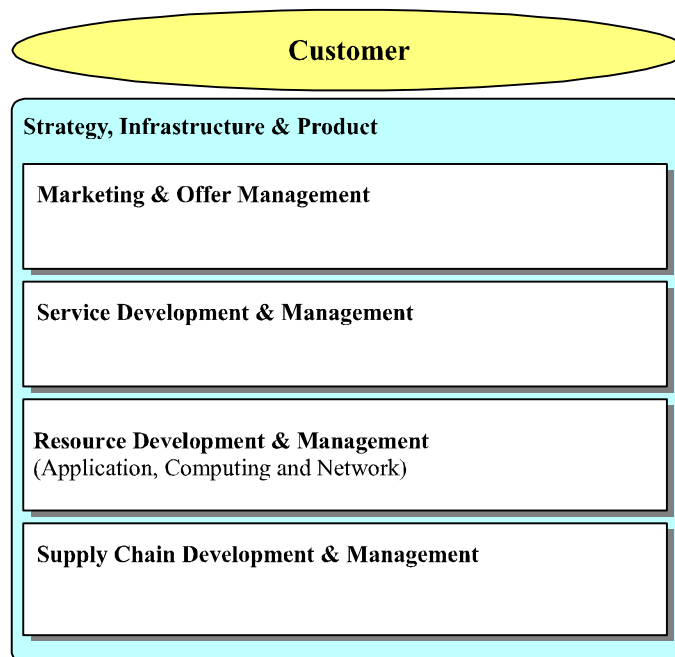 Customer
Strategy, Infrastructure & Product
Marketing & Offer Management
Service Development & Management
Resource Development & Management
(Application, Computing and Network)
Supply Chain Development & Management